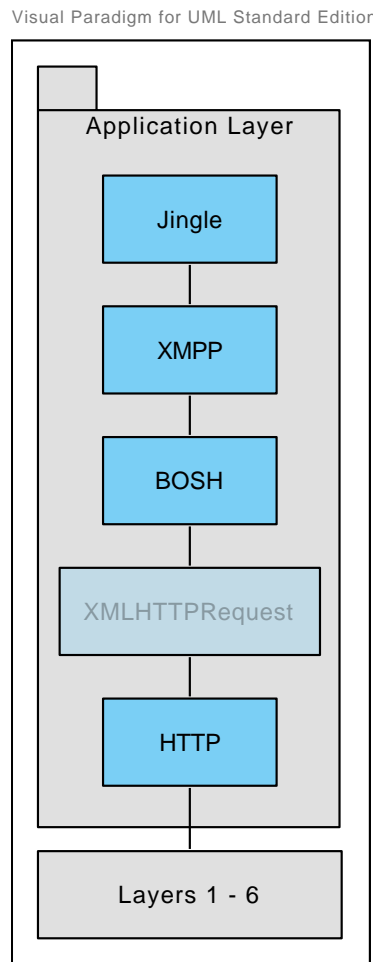 Visual Paradigm for UML Standard Edition
Application Layer
Jingle
XMPP
BOSH
XMLHTTPRequest
HTTP
Layers 1 - 6